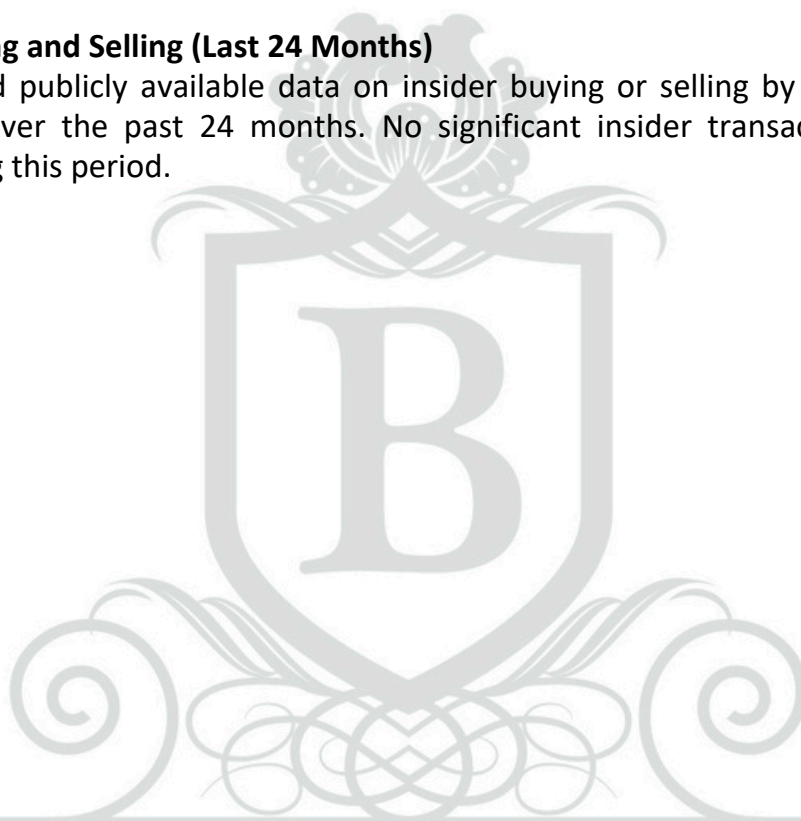 g and Selling (Last 24 Months)
d publicly available data on insider buying or selling by
ver the past 24 months. No significant insider transac
g this period.
B